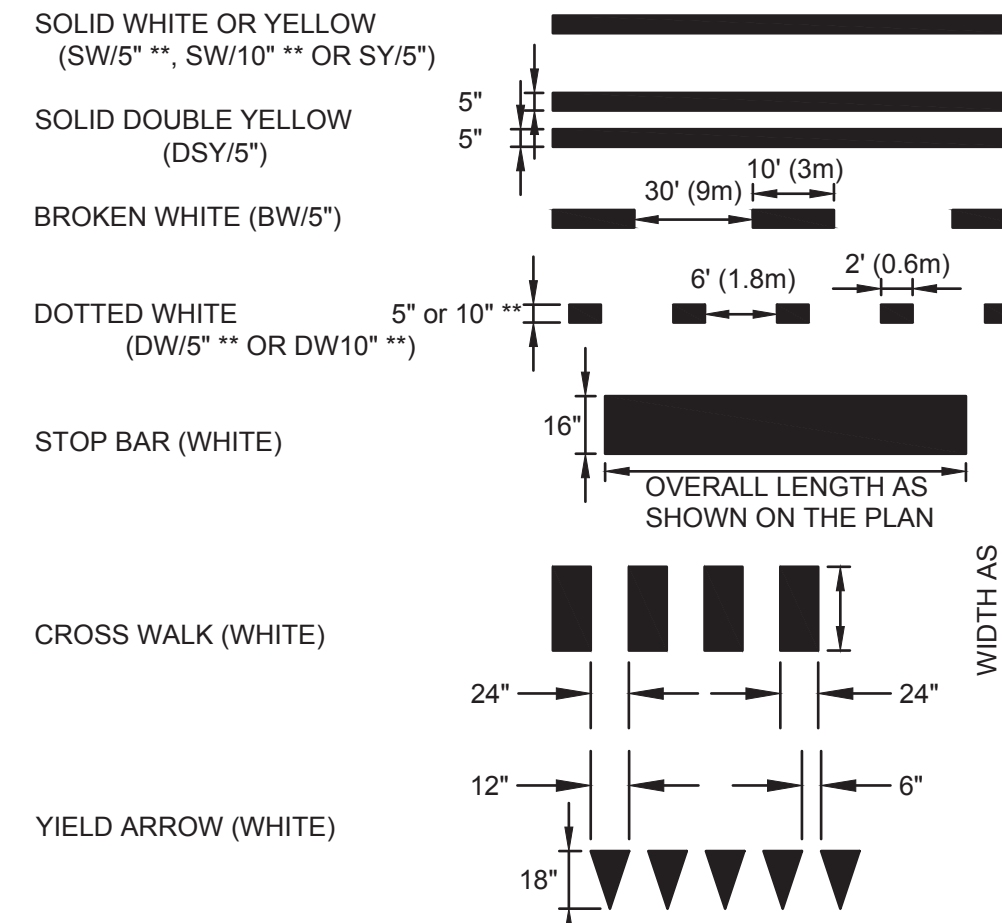 SOLID WHITE OR YELLOW
(SW/5" **, SW/10" ** OR SY/5")
5"
SOLID DOUBLE YELLOW
5"
(DSY/5")
10' (3m)
30' (9m)
BROKEN WHITE (BW/5")
2' (0.6m)
6' (1.8m)
DOTTED WHITE
5" or 10" **
(DW/5" ** OR DW10" **)
16"
STOP BAR (WHITE)
OVERALL LENGTH AS
SHOWN ON THE PLAN
WIDTH AS
CROSS WALK (WHITE)
24"
24"
12"
6"
YIELD ARROW (WHITE)
18"